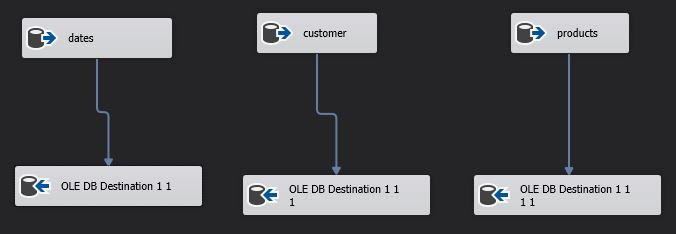 dates
customer
products
OLE DB Destination 1 1
OLE DB Destination 1 1
1
OLE DB Destination 1 1
1 1